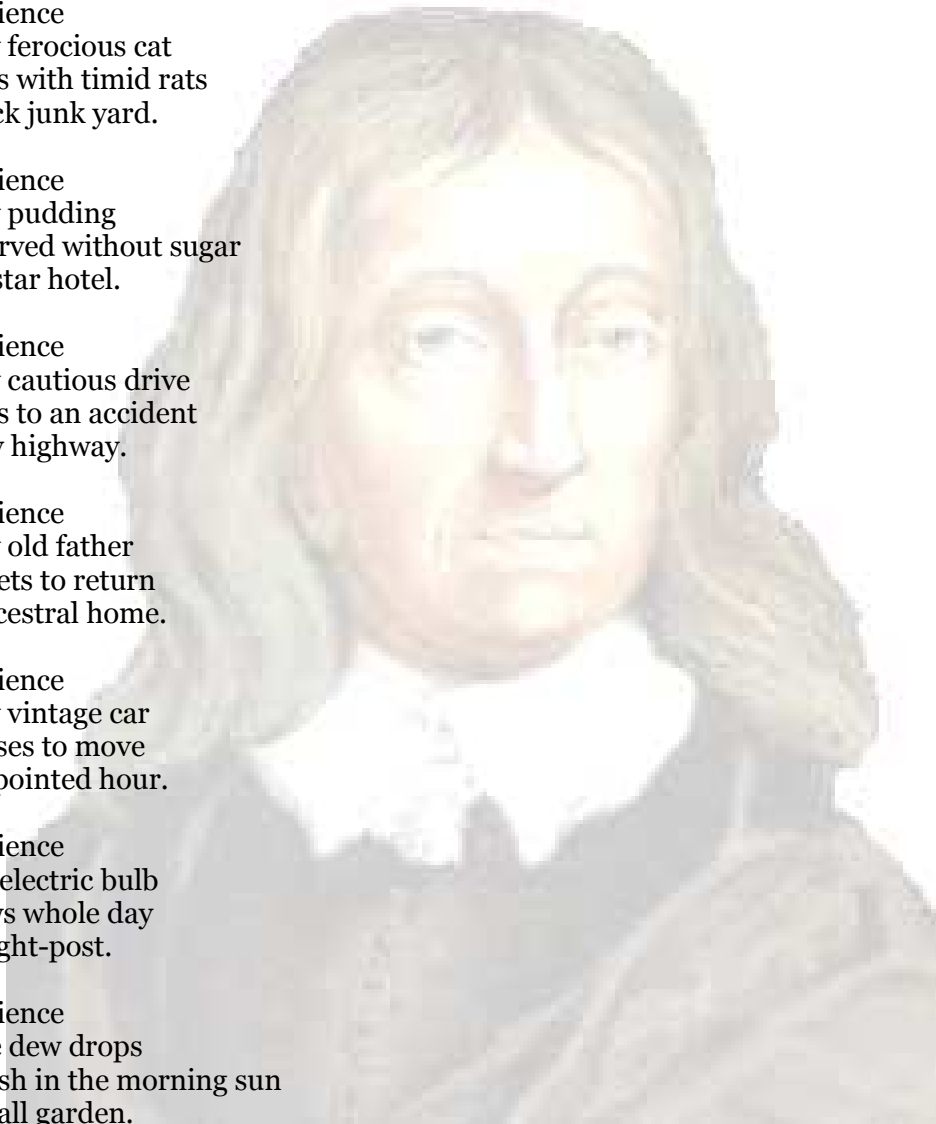 ience
ferocious cat
s with timid rats
ck junk yard.

ience
pudding
rved without sugar
star hotel.

ience
cautious drive
s to an accident
highway.

ience
old father
ets to return
cestral home.

ience
vintage car
ses to move
pointed hour.

ience
electric bulb
s whole day
ght-post.

ience
dew drops
sh in the morning sun
all garden.